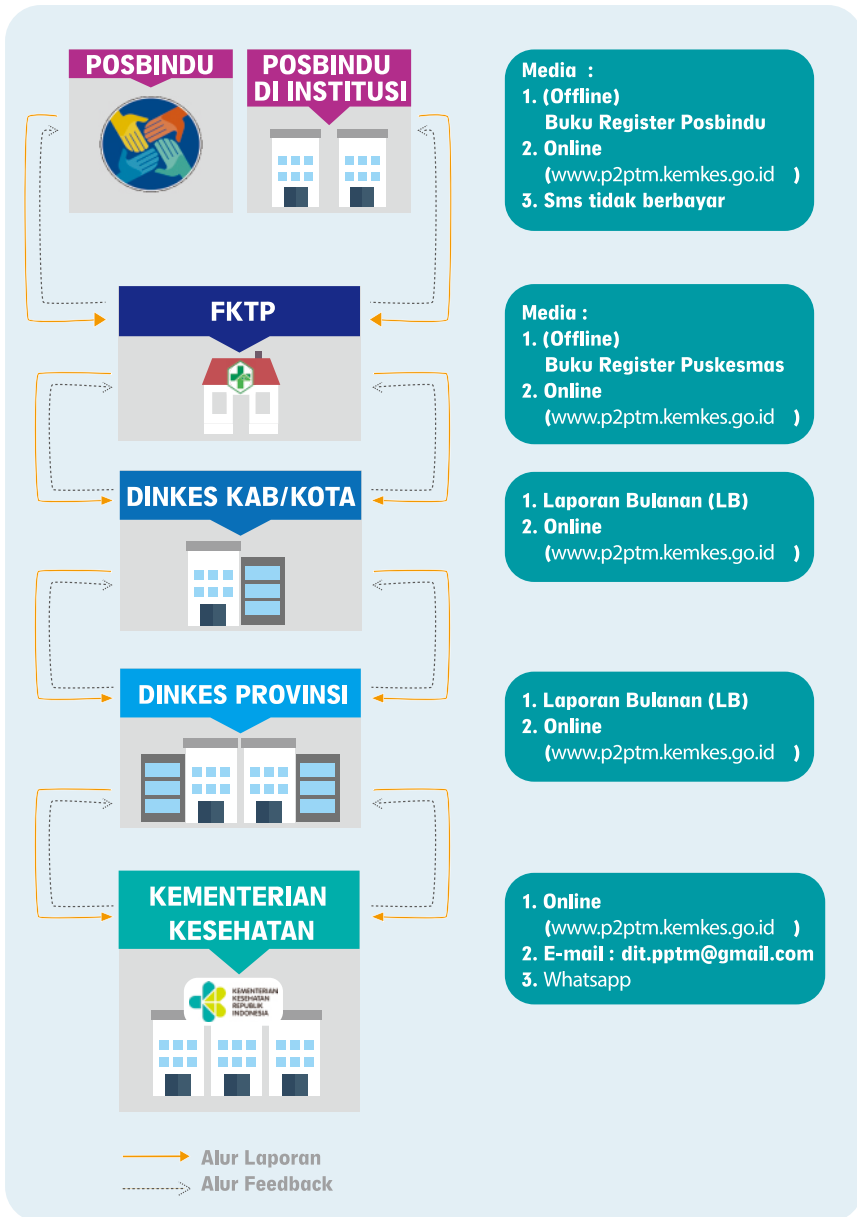 POSBINDU
POSBINDU
DI INSTITUSI
Media :
1. (Offline)
Buku Register Posbindu
2. Online
(www.p2ptm.kemkes.go.id )
3. Sms tidak berbayar
FKTP
Media :
1. (Offline)
Buku Register Puskesmas
2. Online
(www.p2ptm.kemkes.go.id )
DINKES KAB/KOTA
1. Laporan Bulanan (LB)
2. Online
(www.p2ptm.kemkes.go.id )
DINKES PROVINSI
1. Laporan Bulanan (LB)
2. Online
(www.p2ptm.kemkes.go.id )
KEMENTERIAN
KESEHATAN
KEMENTERIAN
KESEHATAN
REPUBLIK
INDONESIA
1. Online
(www.p2ptm.kemkes.go.id )
2. E-mail : dit.pptm@gmail.com
3. Whatsapp
Alur Laporan
Alur Feedback